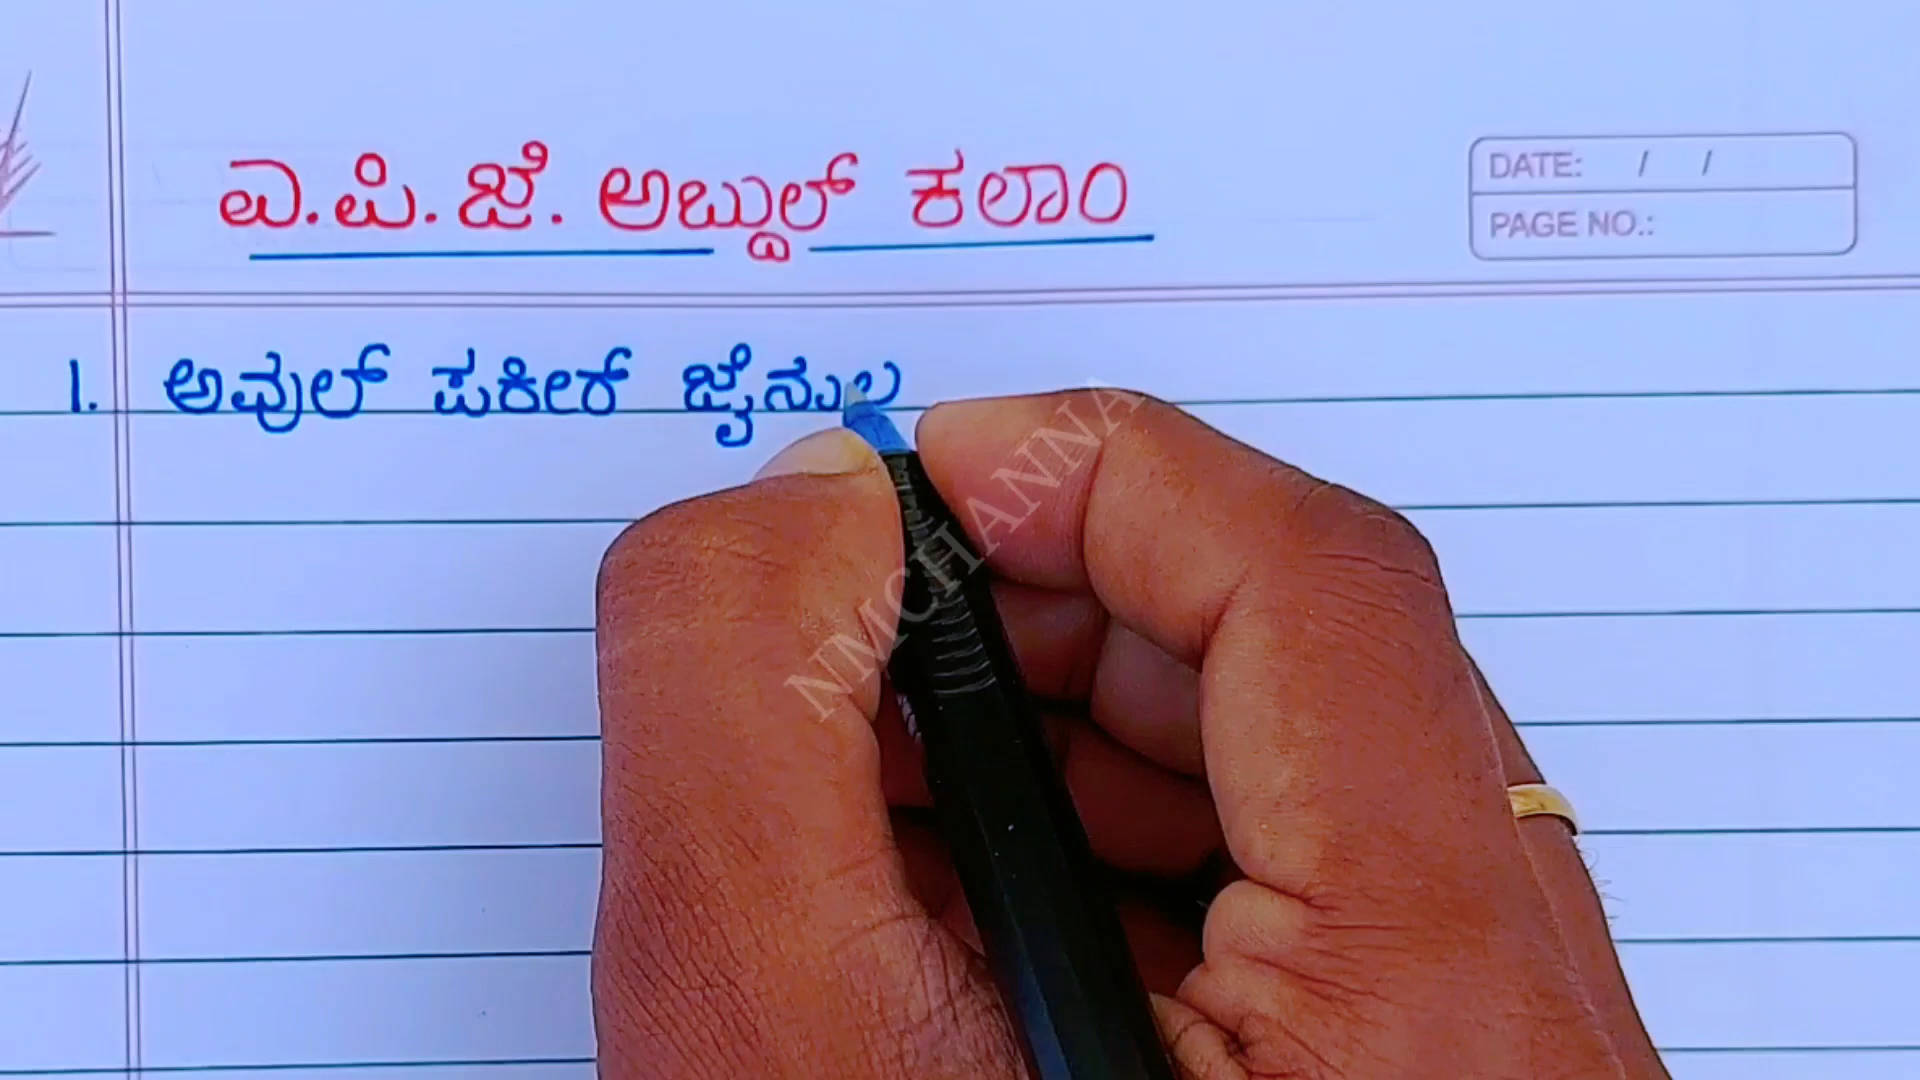 ಎ.ಪಿ.ಜೆ. ಅಬ್ದುಲ್ ಕಲಾಂ
DATE: / /
PAGE NO.:
1. ಅವುಲ್ ಪಕೀರ್ ಜೈನುಲ
NMCHANNA